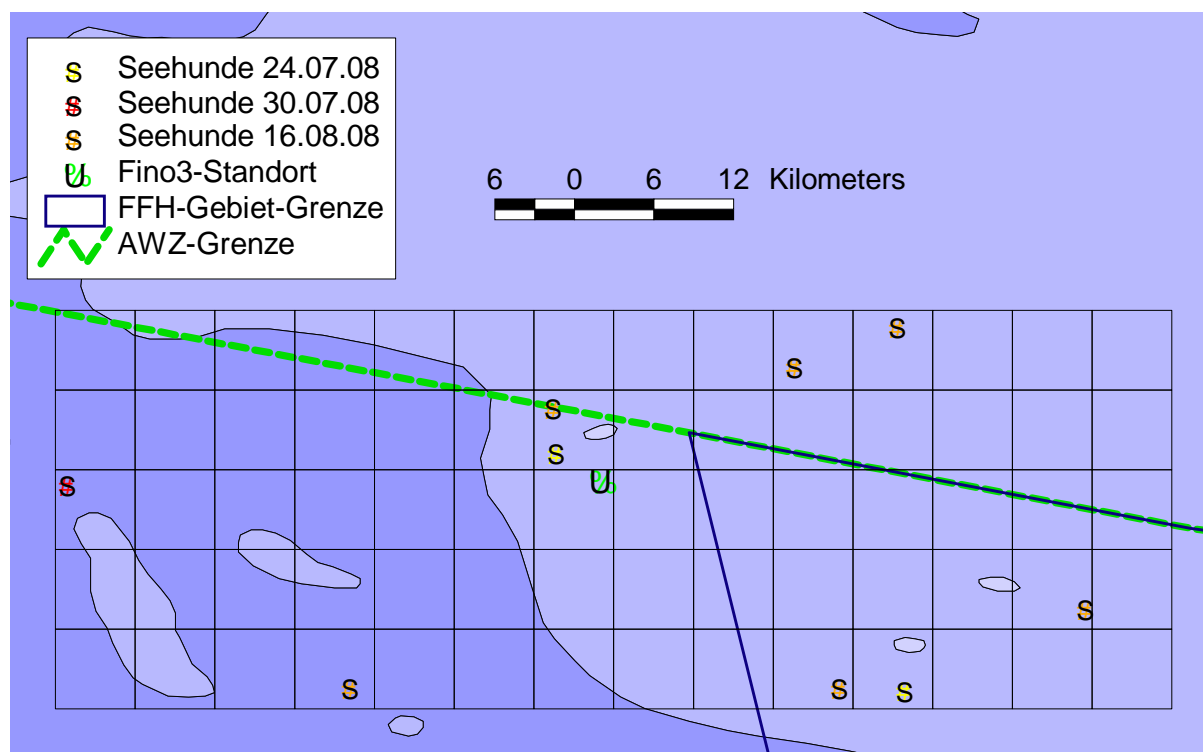 S Seehunde 24.07.08
S Seehunde 30.07.08
S Seehunde 16.08.08
U Fino3-Standort
FFH-Gebiet-Grenze
AWZ-Grenze
6 0 6 12 Kilometers
S
S
S
S
U
S
S
S
S
S